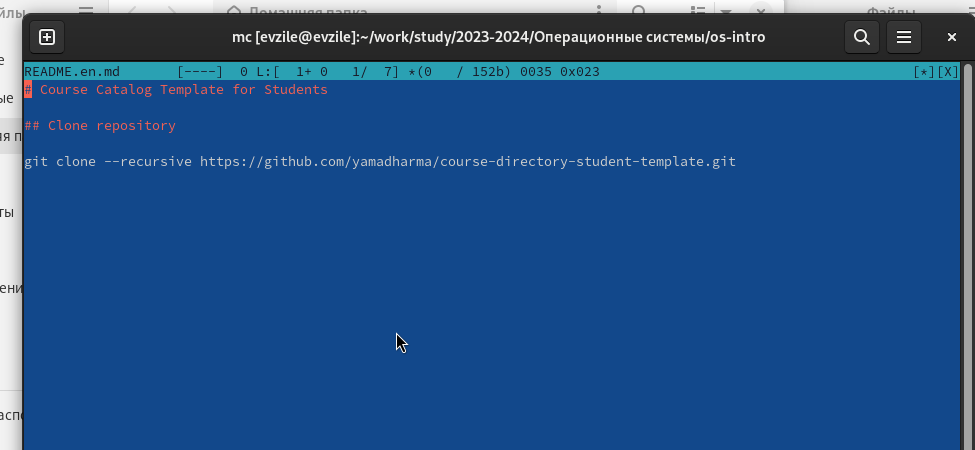 йлы
Домашняя папка
Файлы
mc [evzile@evzile]:~/work/study/2023-2024/Операционные системы/os-intro
README.en.md [----] 0 L:[ 1+ 0 1/ 7] *(0 / 152b) 0035 0x023 [*][X]
# Course Catalog Template for Students
## Clone repository
git clone --recursive https://github.com/yamadharma/course-directory-student-template.git
е
ые
яя п
ты
ени
асп